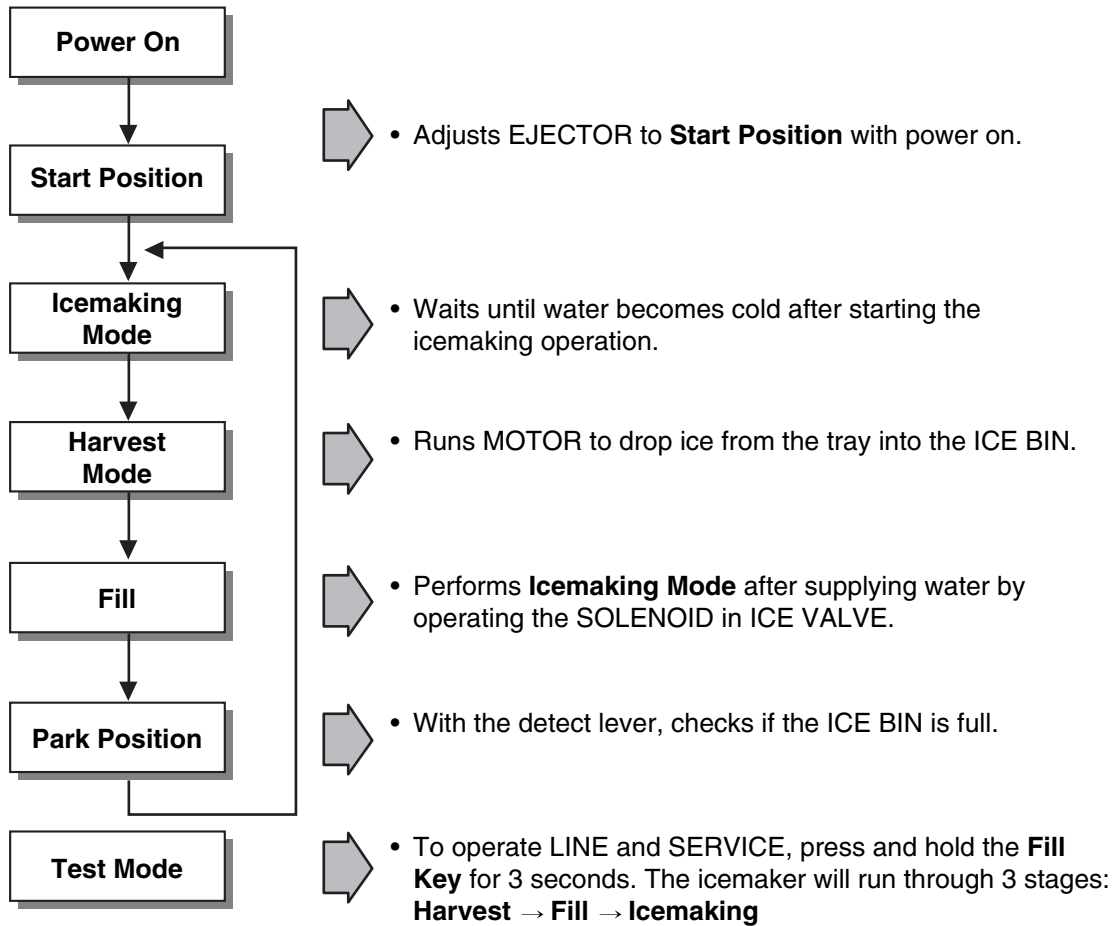 Power On
• Adjusts EJECTOR to Start Position with power on.
Start Position
Icemaking
Mode
• Waits until water becomes cold after starting the
icemaking operation.
Harvest
Mode
• Runs MOTOR to drop ice from the tray into the ICE BIN.
Fill
• Performs Icemaking Mode after supplying water by
operating the SOLENOID in ICE VALVE.
Park Position
• With the detect lever, checks if the ICE BIN is full.
Test Mode
• To operate LINE and SERVICE, press and hold the Fill
Key for 3 seconds. The icemaker will run through 3 stages:
Harvest → Fill → Icemaking